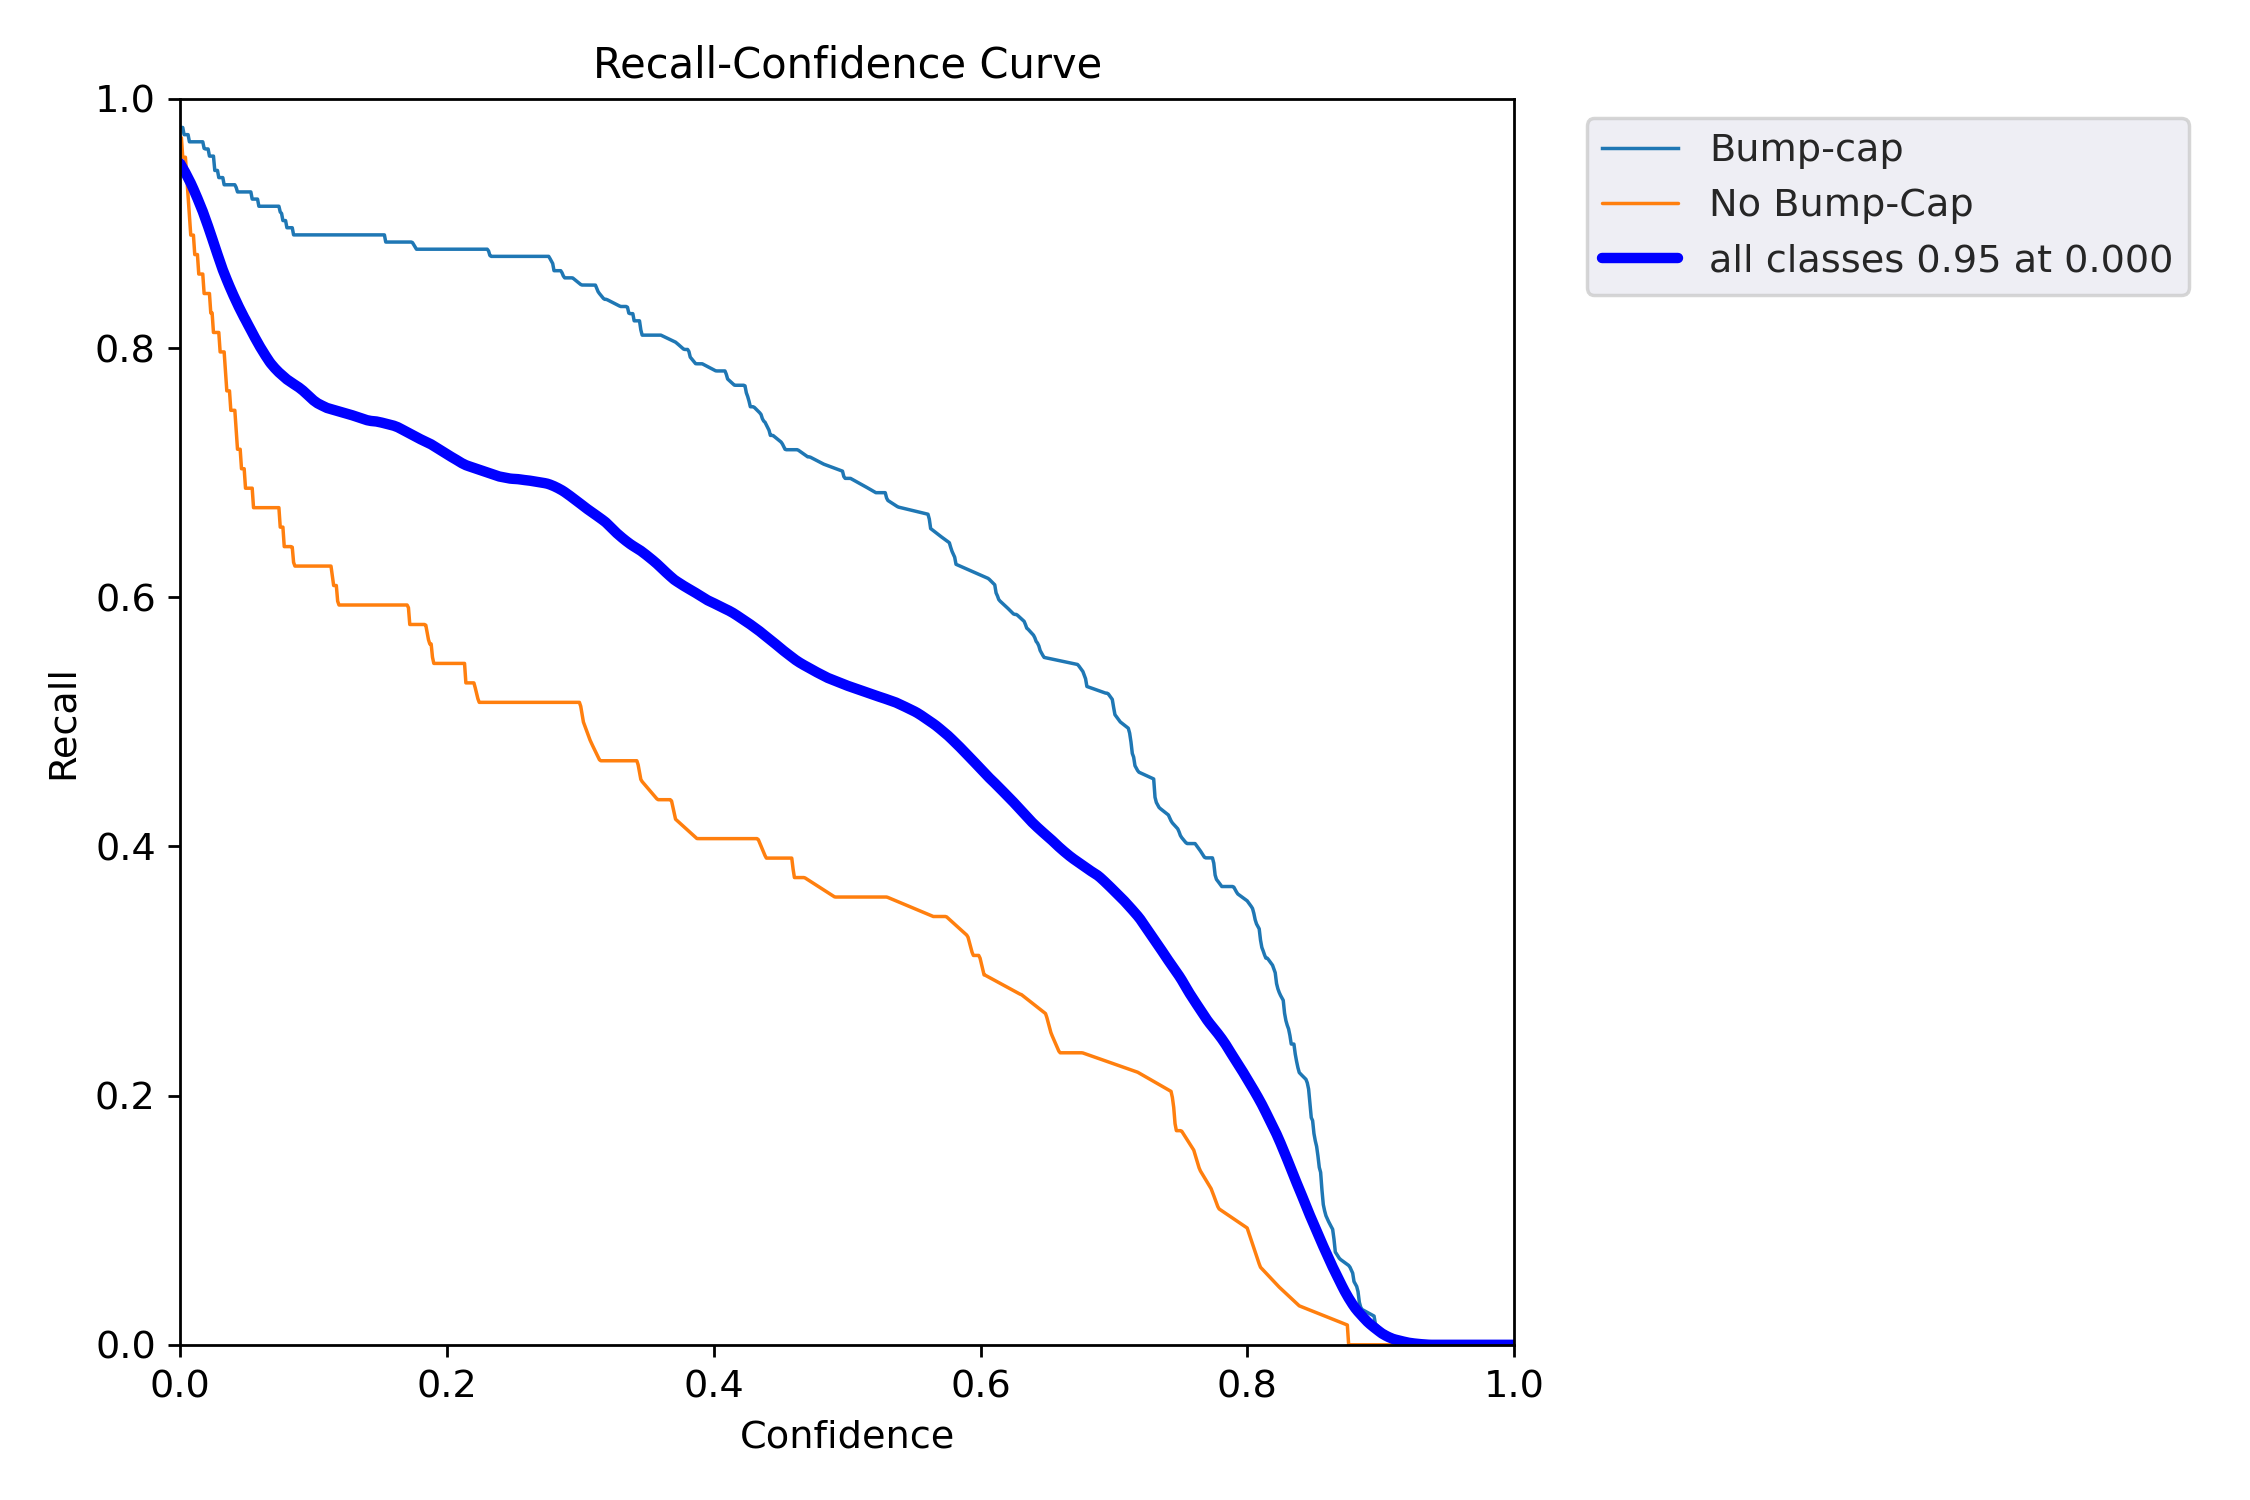 Recall-Confidence Curve
1.0
0.8
0.6
0.4
0.2
0.0
Recall
0.0 0.2 0.4 0.6 0.8 1.0
Confidence
Bump-cap
No Bump-Cap
all classes 0.95 at 0.000